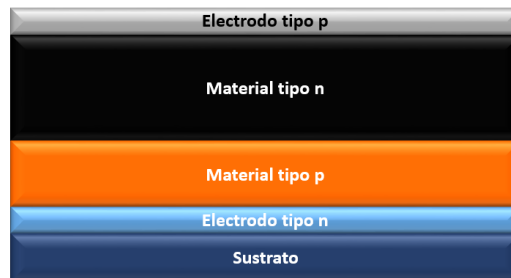 Electrodo tipo p
Material tipo n
Material tipo p
Electrodo tipo n
Sustrato